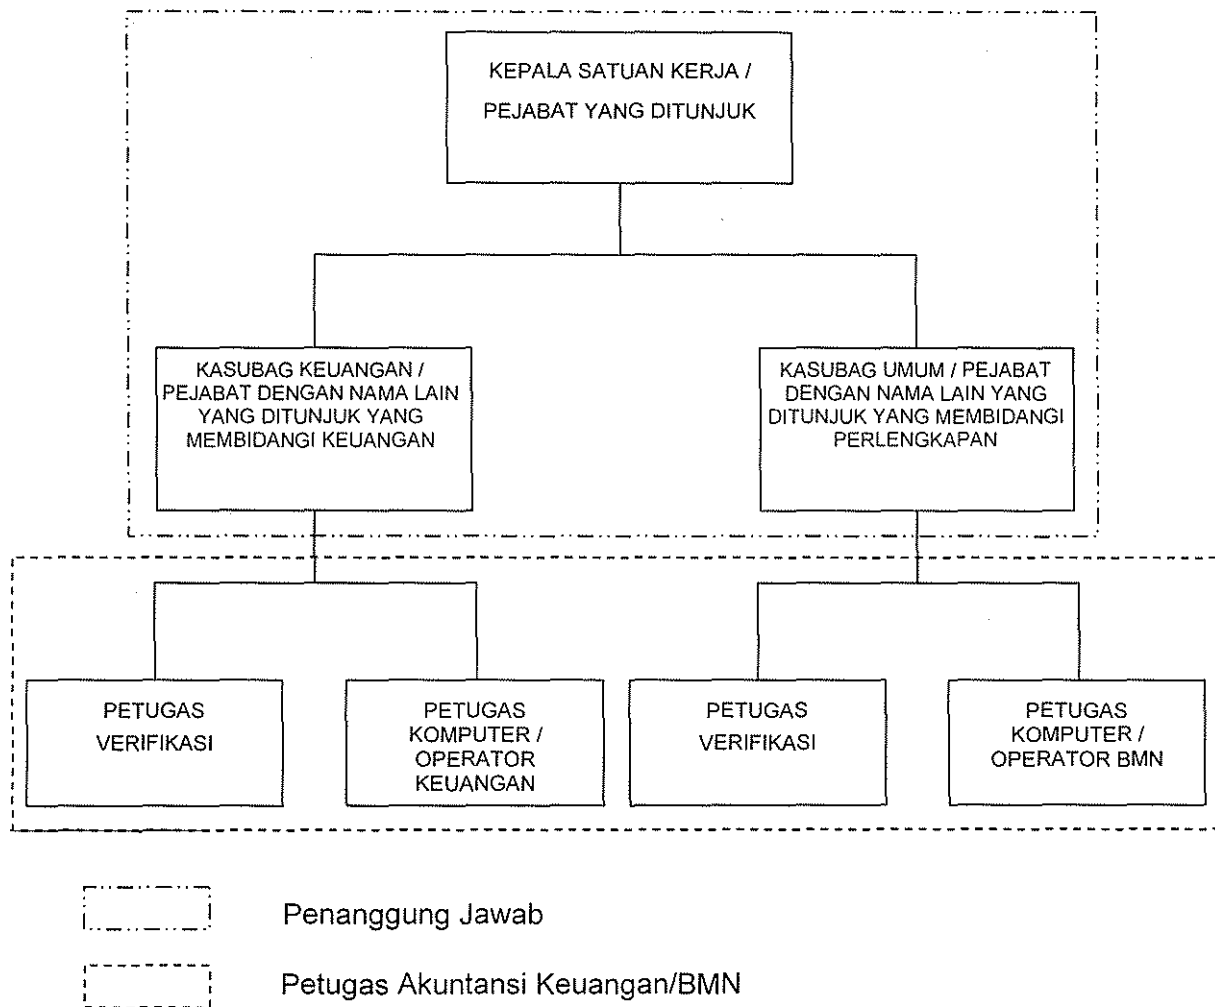 KEPALA SATUAN KERJA /
PEJABAT YANG DITUNJUK
KASUBAG KEUANGAN /
PEJABAT DENGAN NAMA LAIN
YANG DITUNJUK YANG
MEMBIDANGI KEUANGAN
KASUBAG UMUM / PEJABAT
DENGAN NAMA LAIN YANG
DITUNJUK YANG MEMBIDANGI
PERLENGKAPAN
PETUGAS
VERIFIKASI
PETUGAS
KOMPUTER /
OPERATOR
KEUANGAN
PETUGAS
VERIFIKASI
PETUGAS
KOMPUTER /
OPERATOR BMN
Penanggung Jawab
Petugas Akuntansi Keuangan/BMN